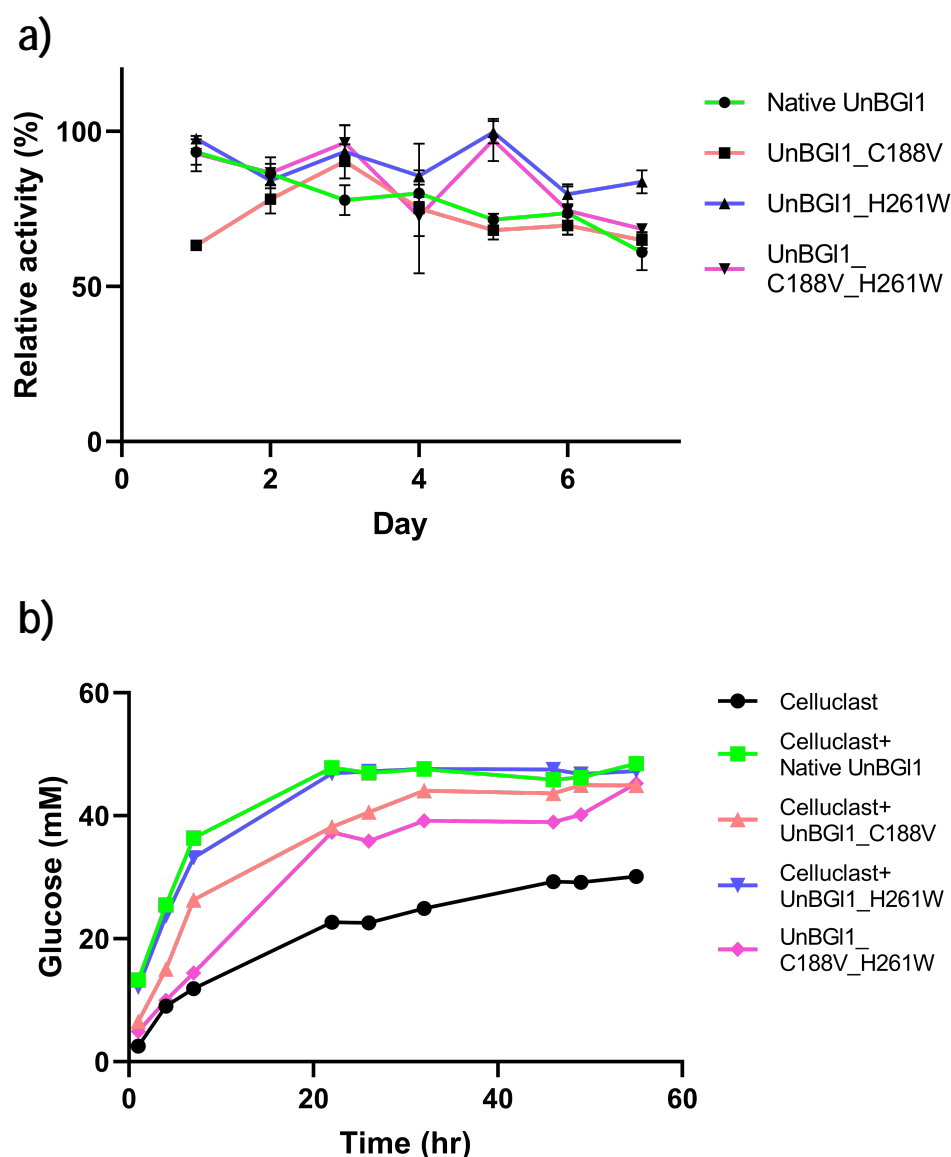 a)
Relative activity (%)
100
50
0
0
2
4
6
Day
Native UnBGl1
UnBGl1_C188V
UnBGl1_H261W
UnBGl1_
C188V_H261W
b)
Glucose (mM)
60
40
20
0
0
20
40
60
Time (hr)
Celluclast
Celluclast+
Native UnBGl1
Celluclast+
UnBGl1_C188V
Celluclast+
UnBGl1_H261W
UnBGl1_
C188V_H261W